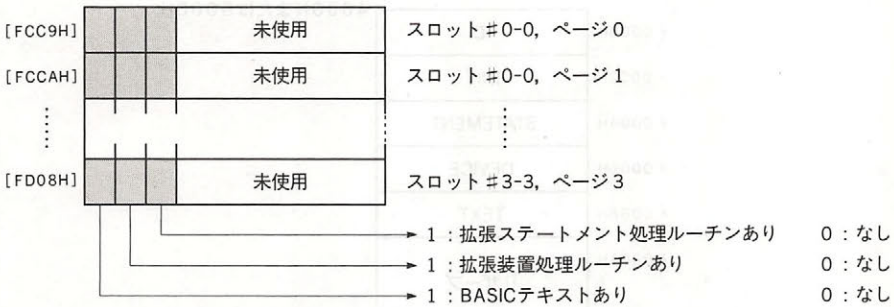 [FCC9H] 未使用 スロット#0-0, ページ0
[FCCAH] 未使用 スロット#0-0, ページ1
[FD08H] 未使用 スロット#3-3, ページ3
1:拡張ステートメント処理ルーチンあり 0:なし
1:拡張装置処理ルーチンあり 0:なし
1:BASICテキストあり 0:なし